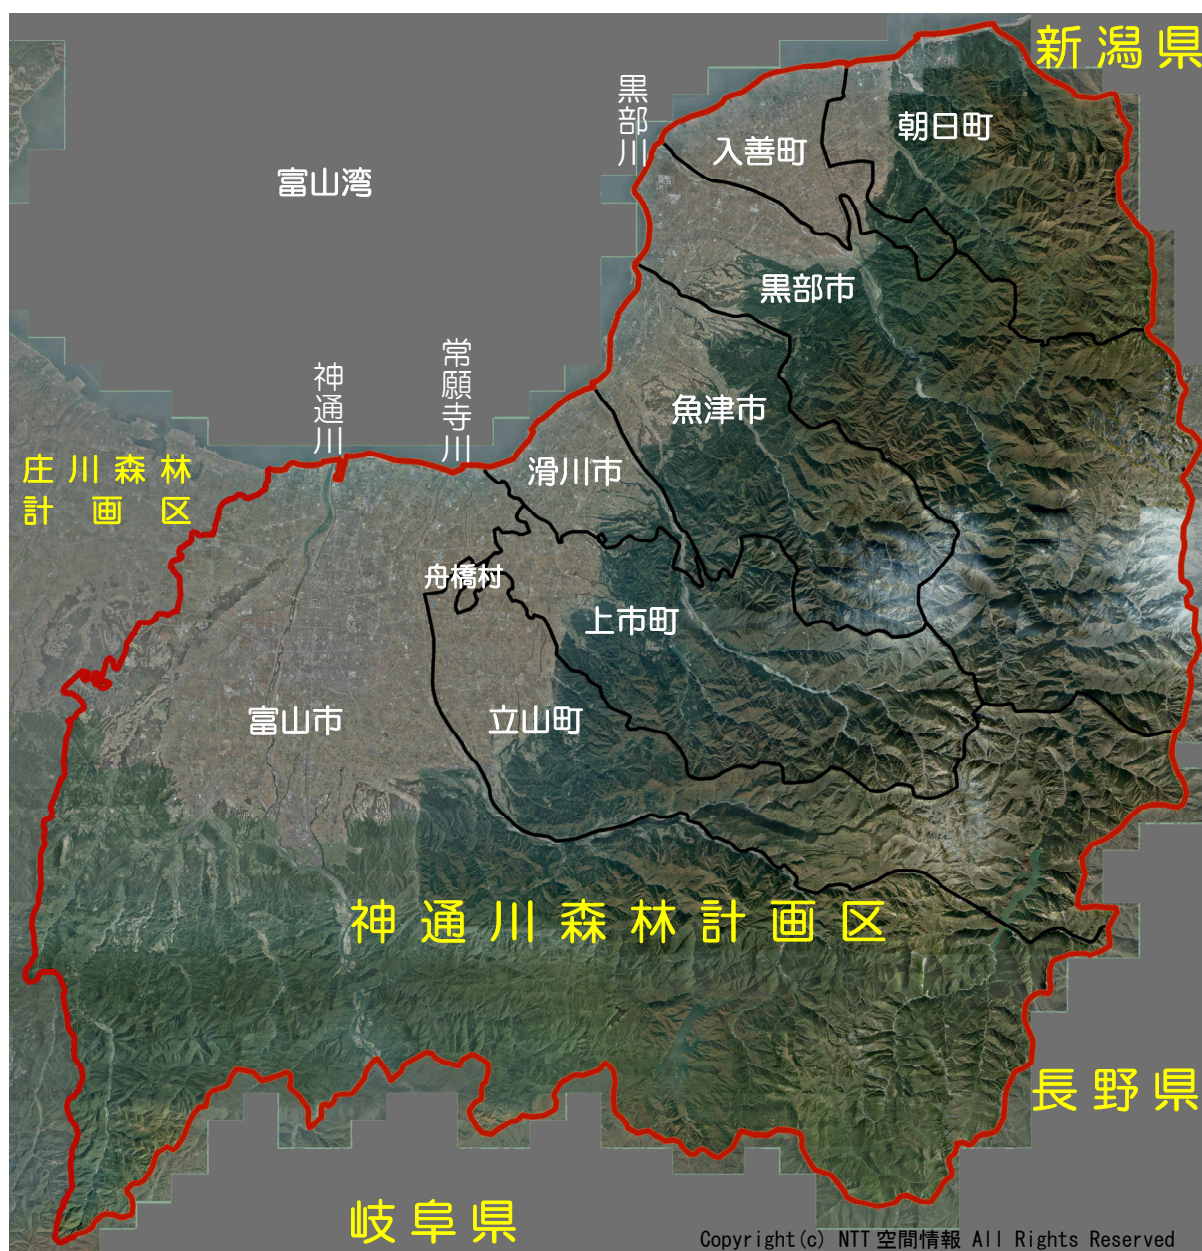 新潟県
黒部川
朝日町
入善町
富山湾
黒部市
常願寺川
神通川
魚津市
庄川森林
計画区
滑川市
舟橋村
上市町
富山市
立山町
神通川森林計画区
長野県
岐阜県
Copyright(c) NTT空間情報 All Rights Reserved